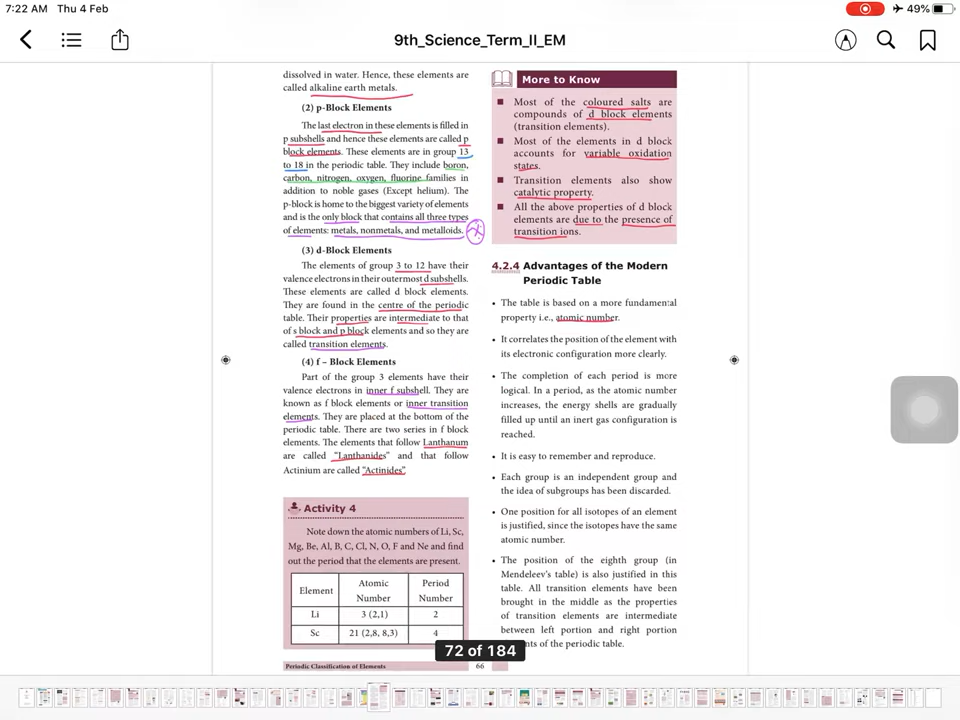 7:22 AM Thu 4 Feb
49%
9th_Science_Term_II_EM
dissolved in water. Hence, these elements are
called alkaline earth metals.
(2) p-Block Elements
The last electron in these elements is filled in
p subshells and hence these elements are called p
block elements. These elements are in group 13
to 18 in the periodic table. They include boron,
carbon, nitrogen, oxygen, fluorine families in
addition to noble gases (Except helium). The
p-block is home to the biggest variety of elements
and is the only block that contains all three types
of elements: metals, nonmetals, and metalloids.
(3) d-Block Elements
The elements of group 3 to 12 have their
valence electrons in their outermost d subshells.
These elements are called d block elements.
They are found in the centre of the periodic
table. Their properties are intermediate to that
of s block and p block elements and so they are
called transition elements.
(4) f – Block Elements
Part of the group 3 elements have their
valence electrons in inner f subshell. They are
known as f block elements or inner transition
elements. They are placed at the bottom of the
periodic table. There are two series in f block
elements. The elements that follow Lanthanum
are called “Lanthanides” and that follow
Actinium are called “Actinides”.
Activity 4
Note down the atomic numbers of Li, Sc,
Mg, Be, Al, B, C, Cl, N, O, F and Ne and find
out the period that the elements are present.
Element Atomic Number Period Number
Li 3 (2,1) 2
Sc 21 (2,8, 8,3) 4
More to Know
Most of the coloured salts are
compounds of d block elements
(transition elements).
Most of the elements in d block
accounts for variable oxidation
states.
Transition elements also show
catalytic property.
All the above properties of d block
elements are due to the presence of
transition ions.
4.2.4 Advantages of the Modern
Periodic Table
• The table is based on a more fundamental
property i.e., atomic number.
• It correlates the position of the element with
its electronic configuration more clearly.
• The completion of each period is more
logical. In a period, as the atomic number
increases, the energy shells are gradually
filled up until an inert gas configuration is
reached.
• It is easy to remember and reproduce.
• Each group is an independent group and
the idea of subgroups has been discarded.
• One position for all isotopes of an element
is justified, since the isotopes have the same
atomic number.
• The position of the eighth group (in
Mendeleev’s table) is also justified in this
table. All transition elements have been
brought in the middle as the properties
of transition elements are intermediate
between left portion and right portion
of the periodic table.
72 of 184
Periodic Classification of Elements 66